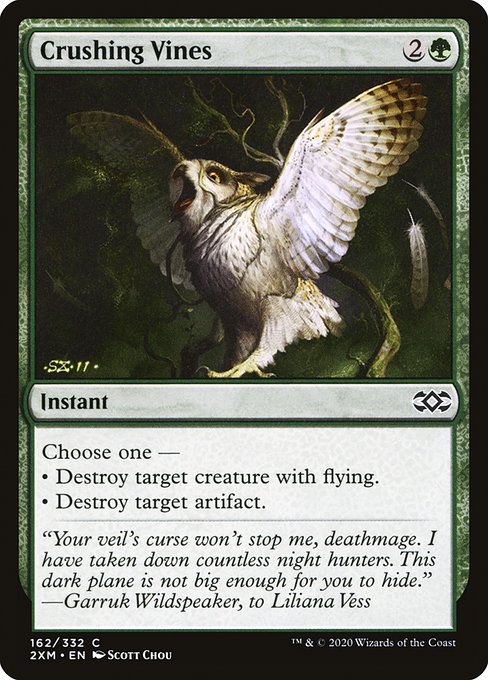 Crushing Vines 2
·SZ·11·
Instant
Choose one —
• Destroy target creature with flying.
• Destroy target artifact.
“Your veil’s curse won’t stop me, deathmage. I
have taken down countless night hunters. This
dark plane is not big enough for you to hide.”
—Garruk Wildspeaker, to Liliana Vess
162/332 C
2XM • EN Scott Chou
™ & © 2020 Wizards of the Coast